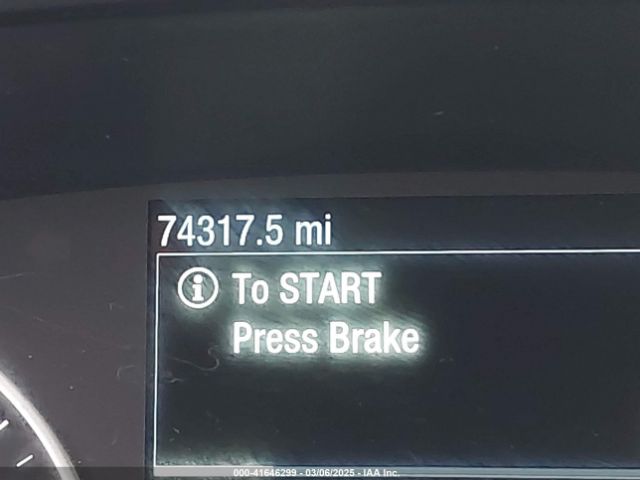 74317.5 mi
To START
Press Brake
000-41646299 - 03/06/2025 - IAA Inc.